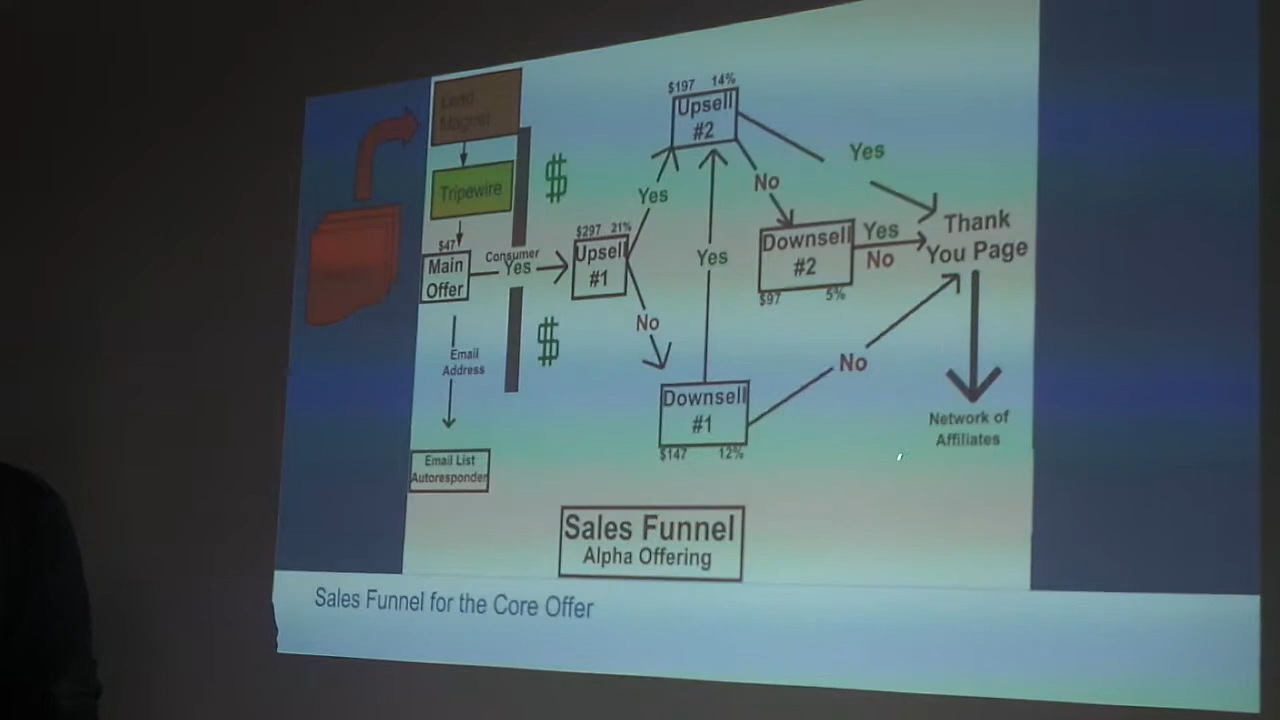 Lead
Magnet
Tripewire
$47
Main
Offer
Consumer
Yes
Email
Address
Email List
Autoresponder
$
$
$297 21%
Upsell
#1
Yes
No
$197 14%
Upsell
#2
Yes
No
Yes
Downsell
#1
$147 12%
No
Downsell
#2
$97 5%
Yes
No
Thank
You Page
Network of
Affiliates
Sales Funnel
Alpha Offering
Sales Funnel for the Core Offer